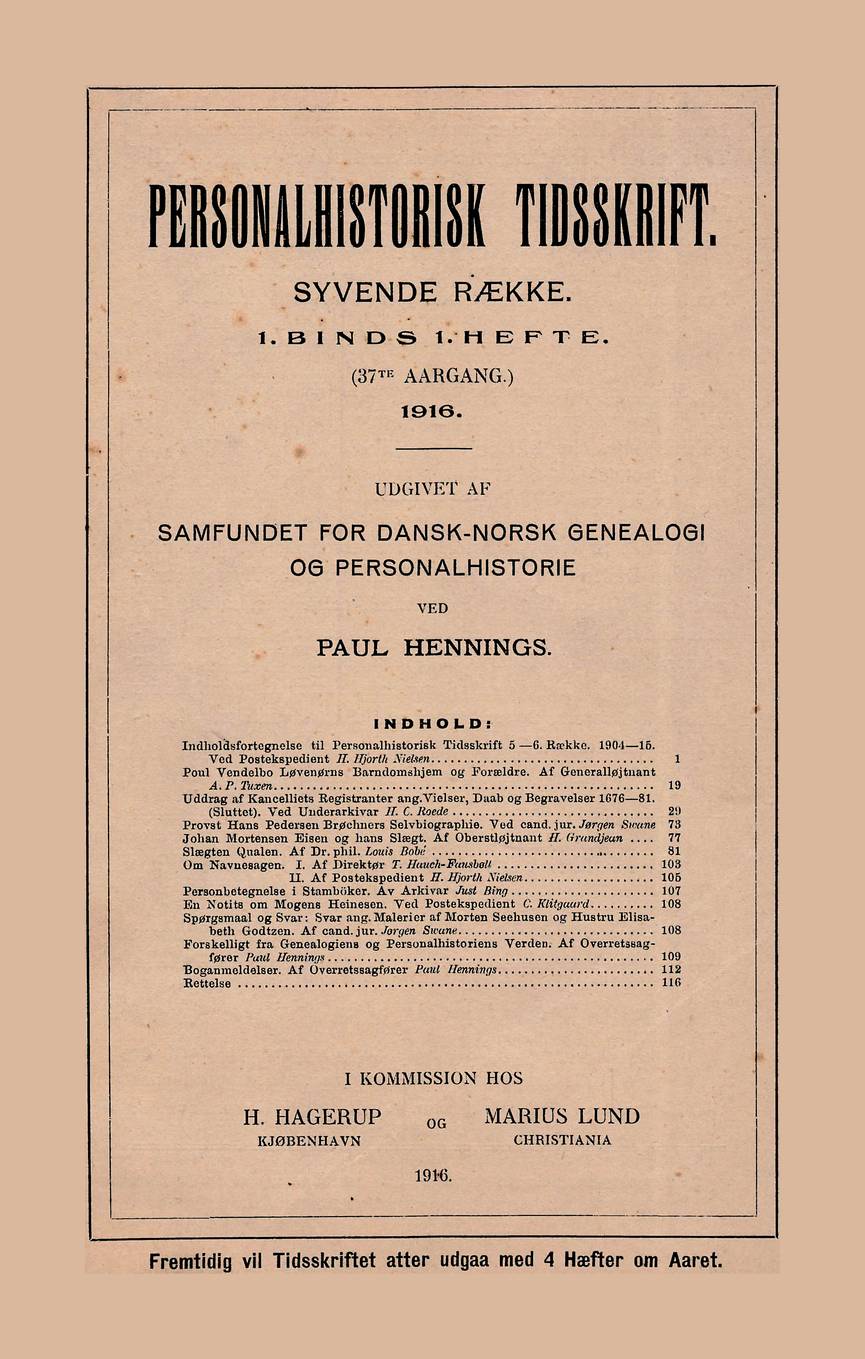 PERSONALHISTORISK TIDSSKRIFT.
SYVENDE RÆKKE.
1. BINDS 1. HEFTE.
(37TE AARGANG.)
1916.
UDGIVET AF
SAMFUNDET FOR DANSK-NORSK GENEALOGI
OG PERSONALHISTORIE
VED
PAUL HENNINGS.
INDHOLD:
Indholdsfortegnelse til Personalhistorisk Tidsskrift 5—6. Række. 1904—15.
Ved Postekspedient H. Hjorth Nielsen.................................. 1
Poul Vendelbo Løvenørns Barndomshjem og Forældre. Af Generalløjtnant
A. P. Tuxen.......................................................... 19
Uddrag af Kancelliets Registranter ang. Vielser, Daab og Begravelser 1676—81.
(Sluttet). Ved Underarkivar H. C. Roede .......................... 29
Provst Hans Pedersen Brøchners Selvbiographie. Ved cand. jur. Jørgen Swane 73
Johan Mortensen Eisen og hans Slægt. Af Oberstløjtnant H. Grandjean .... 77
Slægten Qualen. Af Dr. phil. Louis Bobé .................................. 81
Om Navnesagen. I. Af Direktør T. Hauch-Fausbøll ........................ 103
II. Af Postekspedient H. Hjorth Nielsen.................... 105
Personbetegnelse i Stambüker. Av Arkivar Just Bing ...................... 107
En Notits om Mogens Heinesen. Ved Postekspedient C. Klitgaard.......... 108
Spørgsmaal og Svar: Svar ang. Malerier af Morten Seehusen og Hustru Elisa-
beth Godtzen. Af cand. jur. Jørgen Swane.............................. 108
Forskelligt fra Genealogiens og Personalhistoriens Verden. Af Overretssag-
fører Paul Hennings.................................................. 109
Boganmeldelser. Af Overretssagfører Paul Hennings........................ 112
Rettelse ................................................................ 116
I KOMMISSION HOS
H. HAGERUP OG MARIUS LUND
KJØBENHAVN CHRISTIANIA
1916.
Fremtidig vil Tidsskriftet atter udgaa med 4 Hæfter om Aaret.